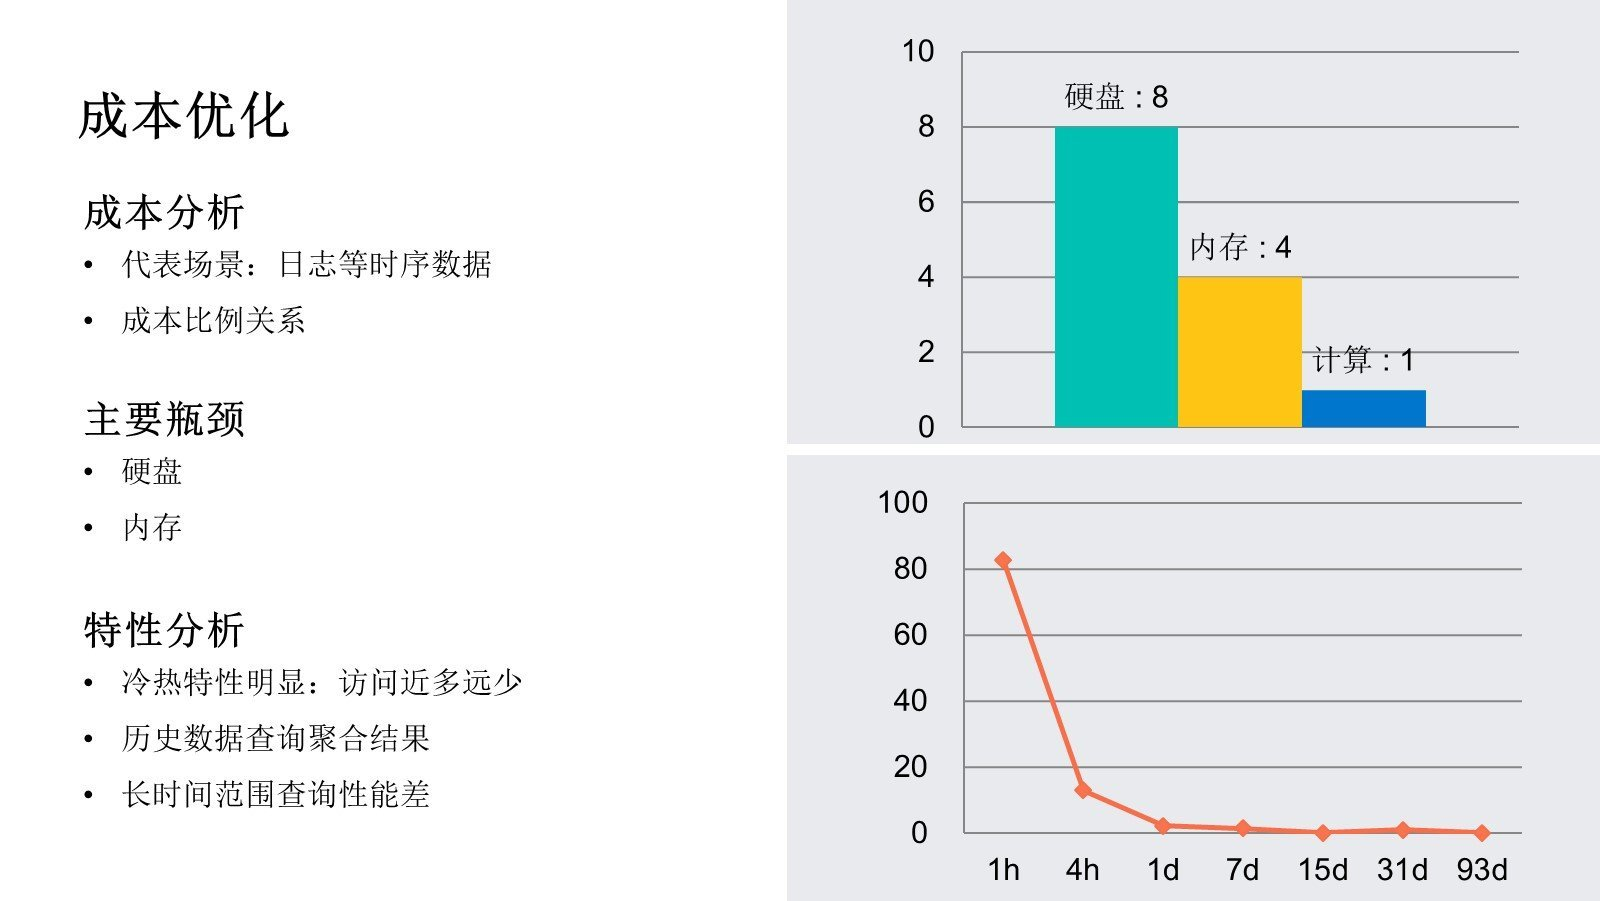 成本优化
成本分析
• 代表场景：日志等时序数据
• 成本比例关系
主要瓶颈
• 硬盘
• 内存
特性分析
• 冷热特性明显：访问近多远少
• 历史数据查询聚合结果
• 长时间范围查询性能差
10
8
6
4
2
0
硬盘 : 8
内存 : 4
计算 : 1
100
80
60
40
20
0
1h 4h 1d 7d 15d 31d 93d